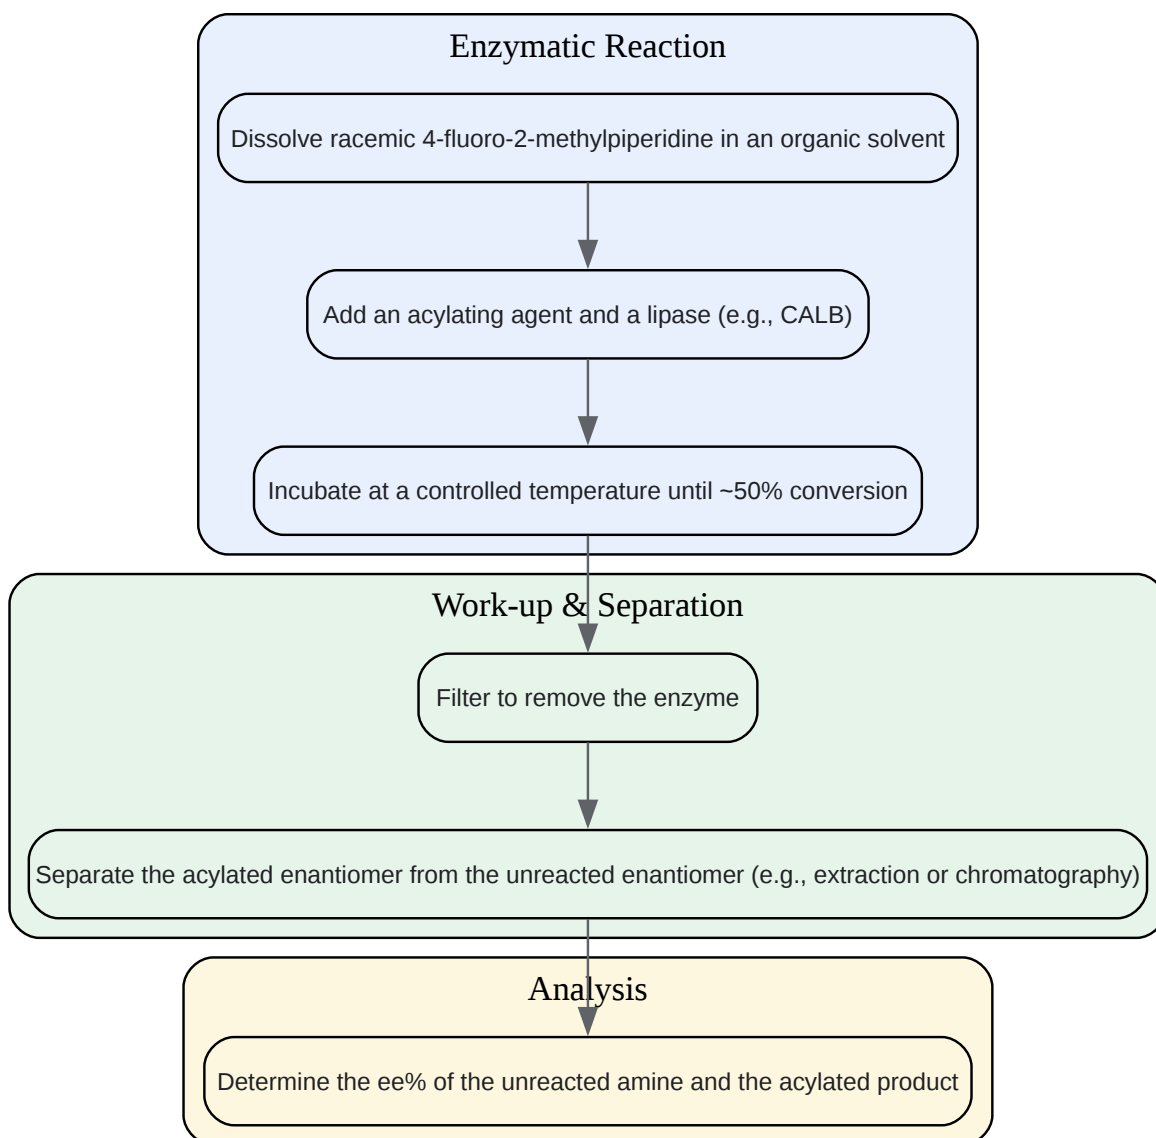 Enzymatic Reaction
Dissolve racemic 4-fluoro-2-methylpiperidine in an organic solvent
Add an acylating agent and a lipase (e.g., CALB)
Incubate at a controlled temperature until ~50% conversion
Work-up & Separation
Filter to remove the enzyme
Separate the acylated enantiomer from the unreacted enantiomer (e.g., extraction or chromatography)
Analysis
Determine the ee% of the unreacted amine and the acylated product